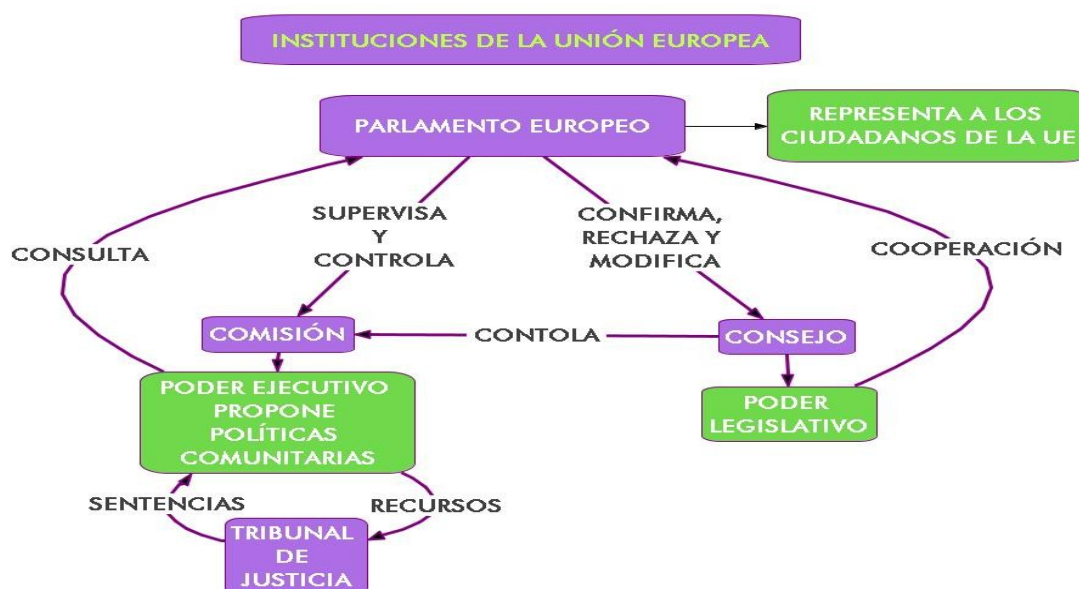 INSTITUCIONES DE LA UNIÓN EUROPEA
PARLAMENTO EUROPEO
REPRESENTA A LOS
CIUDADANOS DE LA UE
CONSULTA
SUPERVISA
Y
CONTROLA
CONFIRMA,
RECHAZA Y
MODIFICA
COOPERACIÓN
COMISIÓN
CONTOLA
CONSEJO
PODER EJECUTIVO
PROPONE
POLÍTICAS
COMUNITARIAS
PODER
LEGISLATIVO
SENTENCIAS
RECURSOS
TRIBUNAL
DE
JUSTICIA